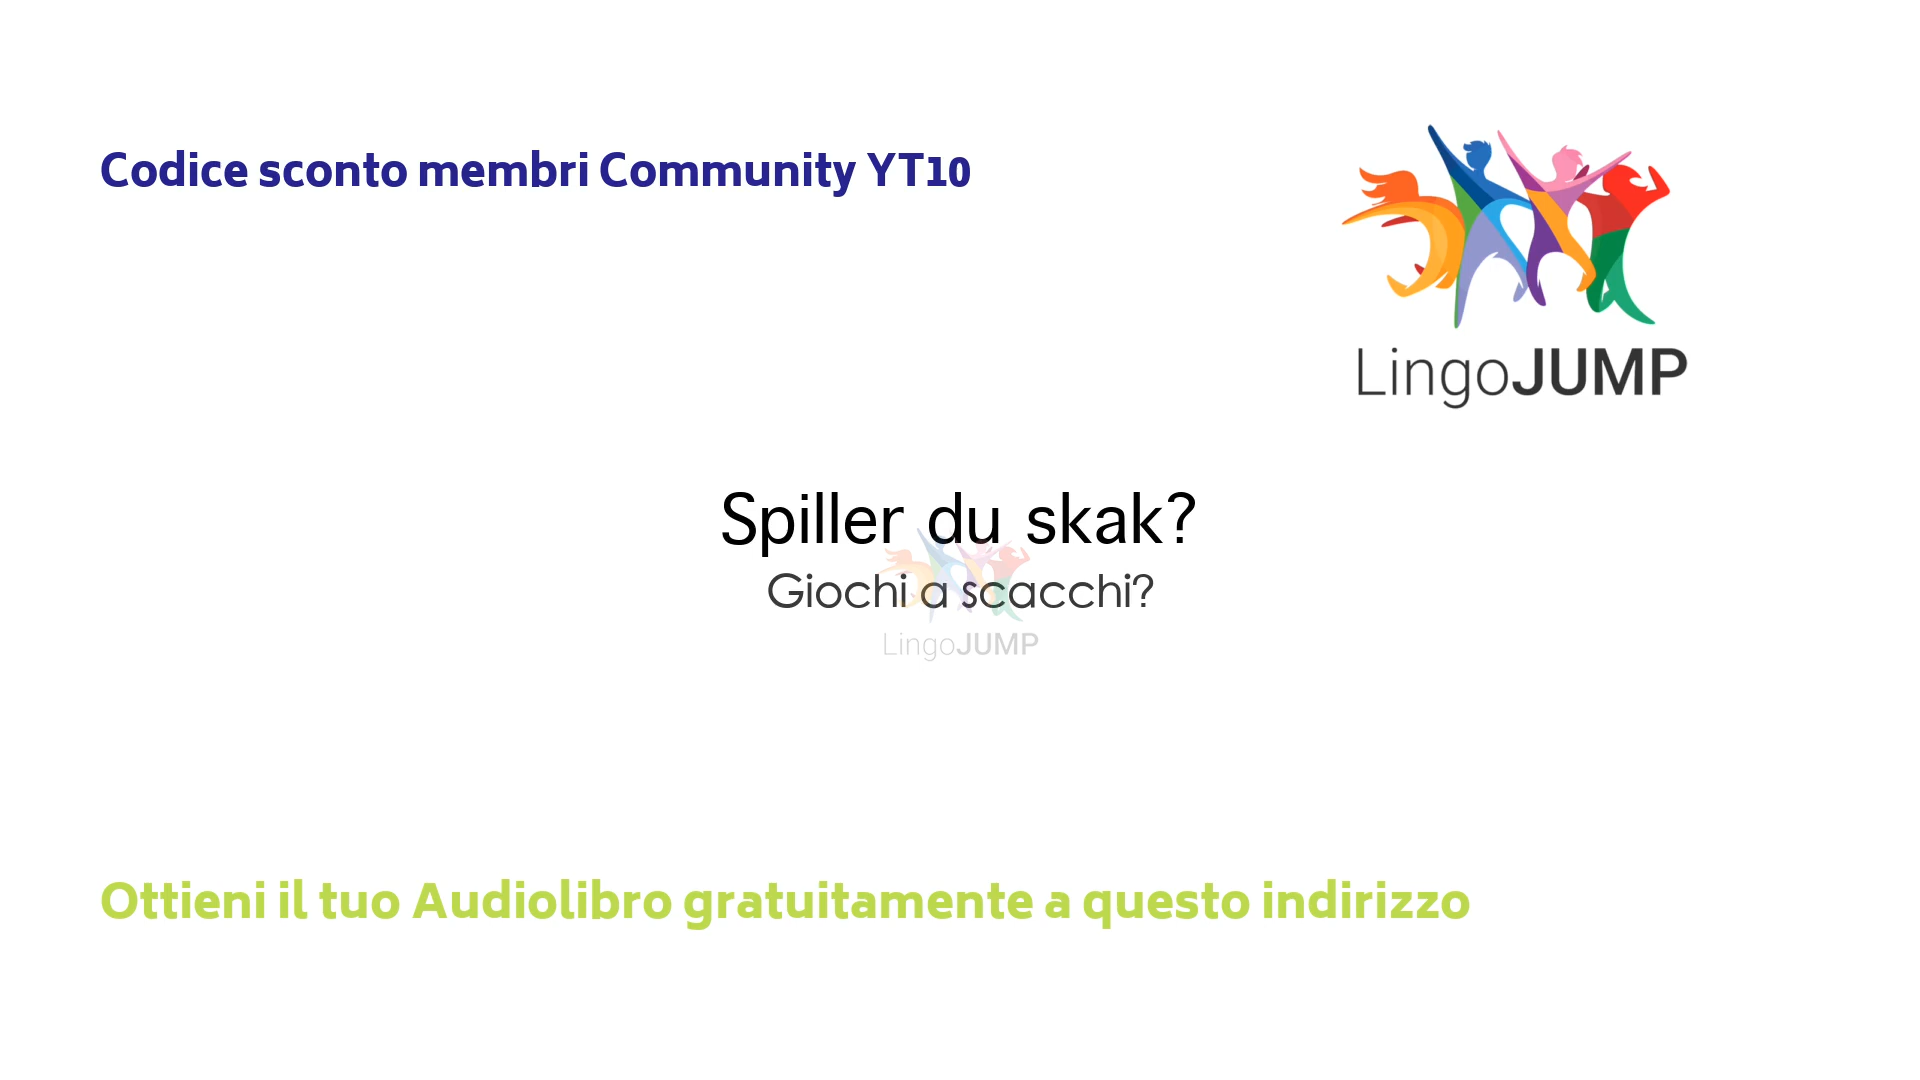 Codice sconto membri Community YT10
LingoJUMP
Spiller du skak?
Giochi a scacchi?
LingoJUMP
Ottieni il tuo Audiolibro gratuitamente a questo indirizzo